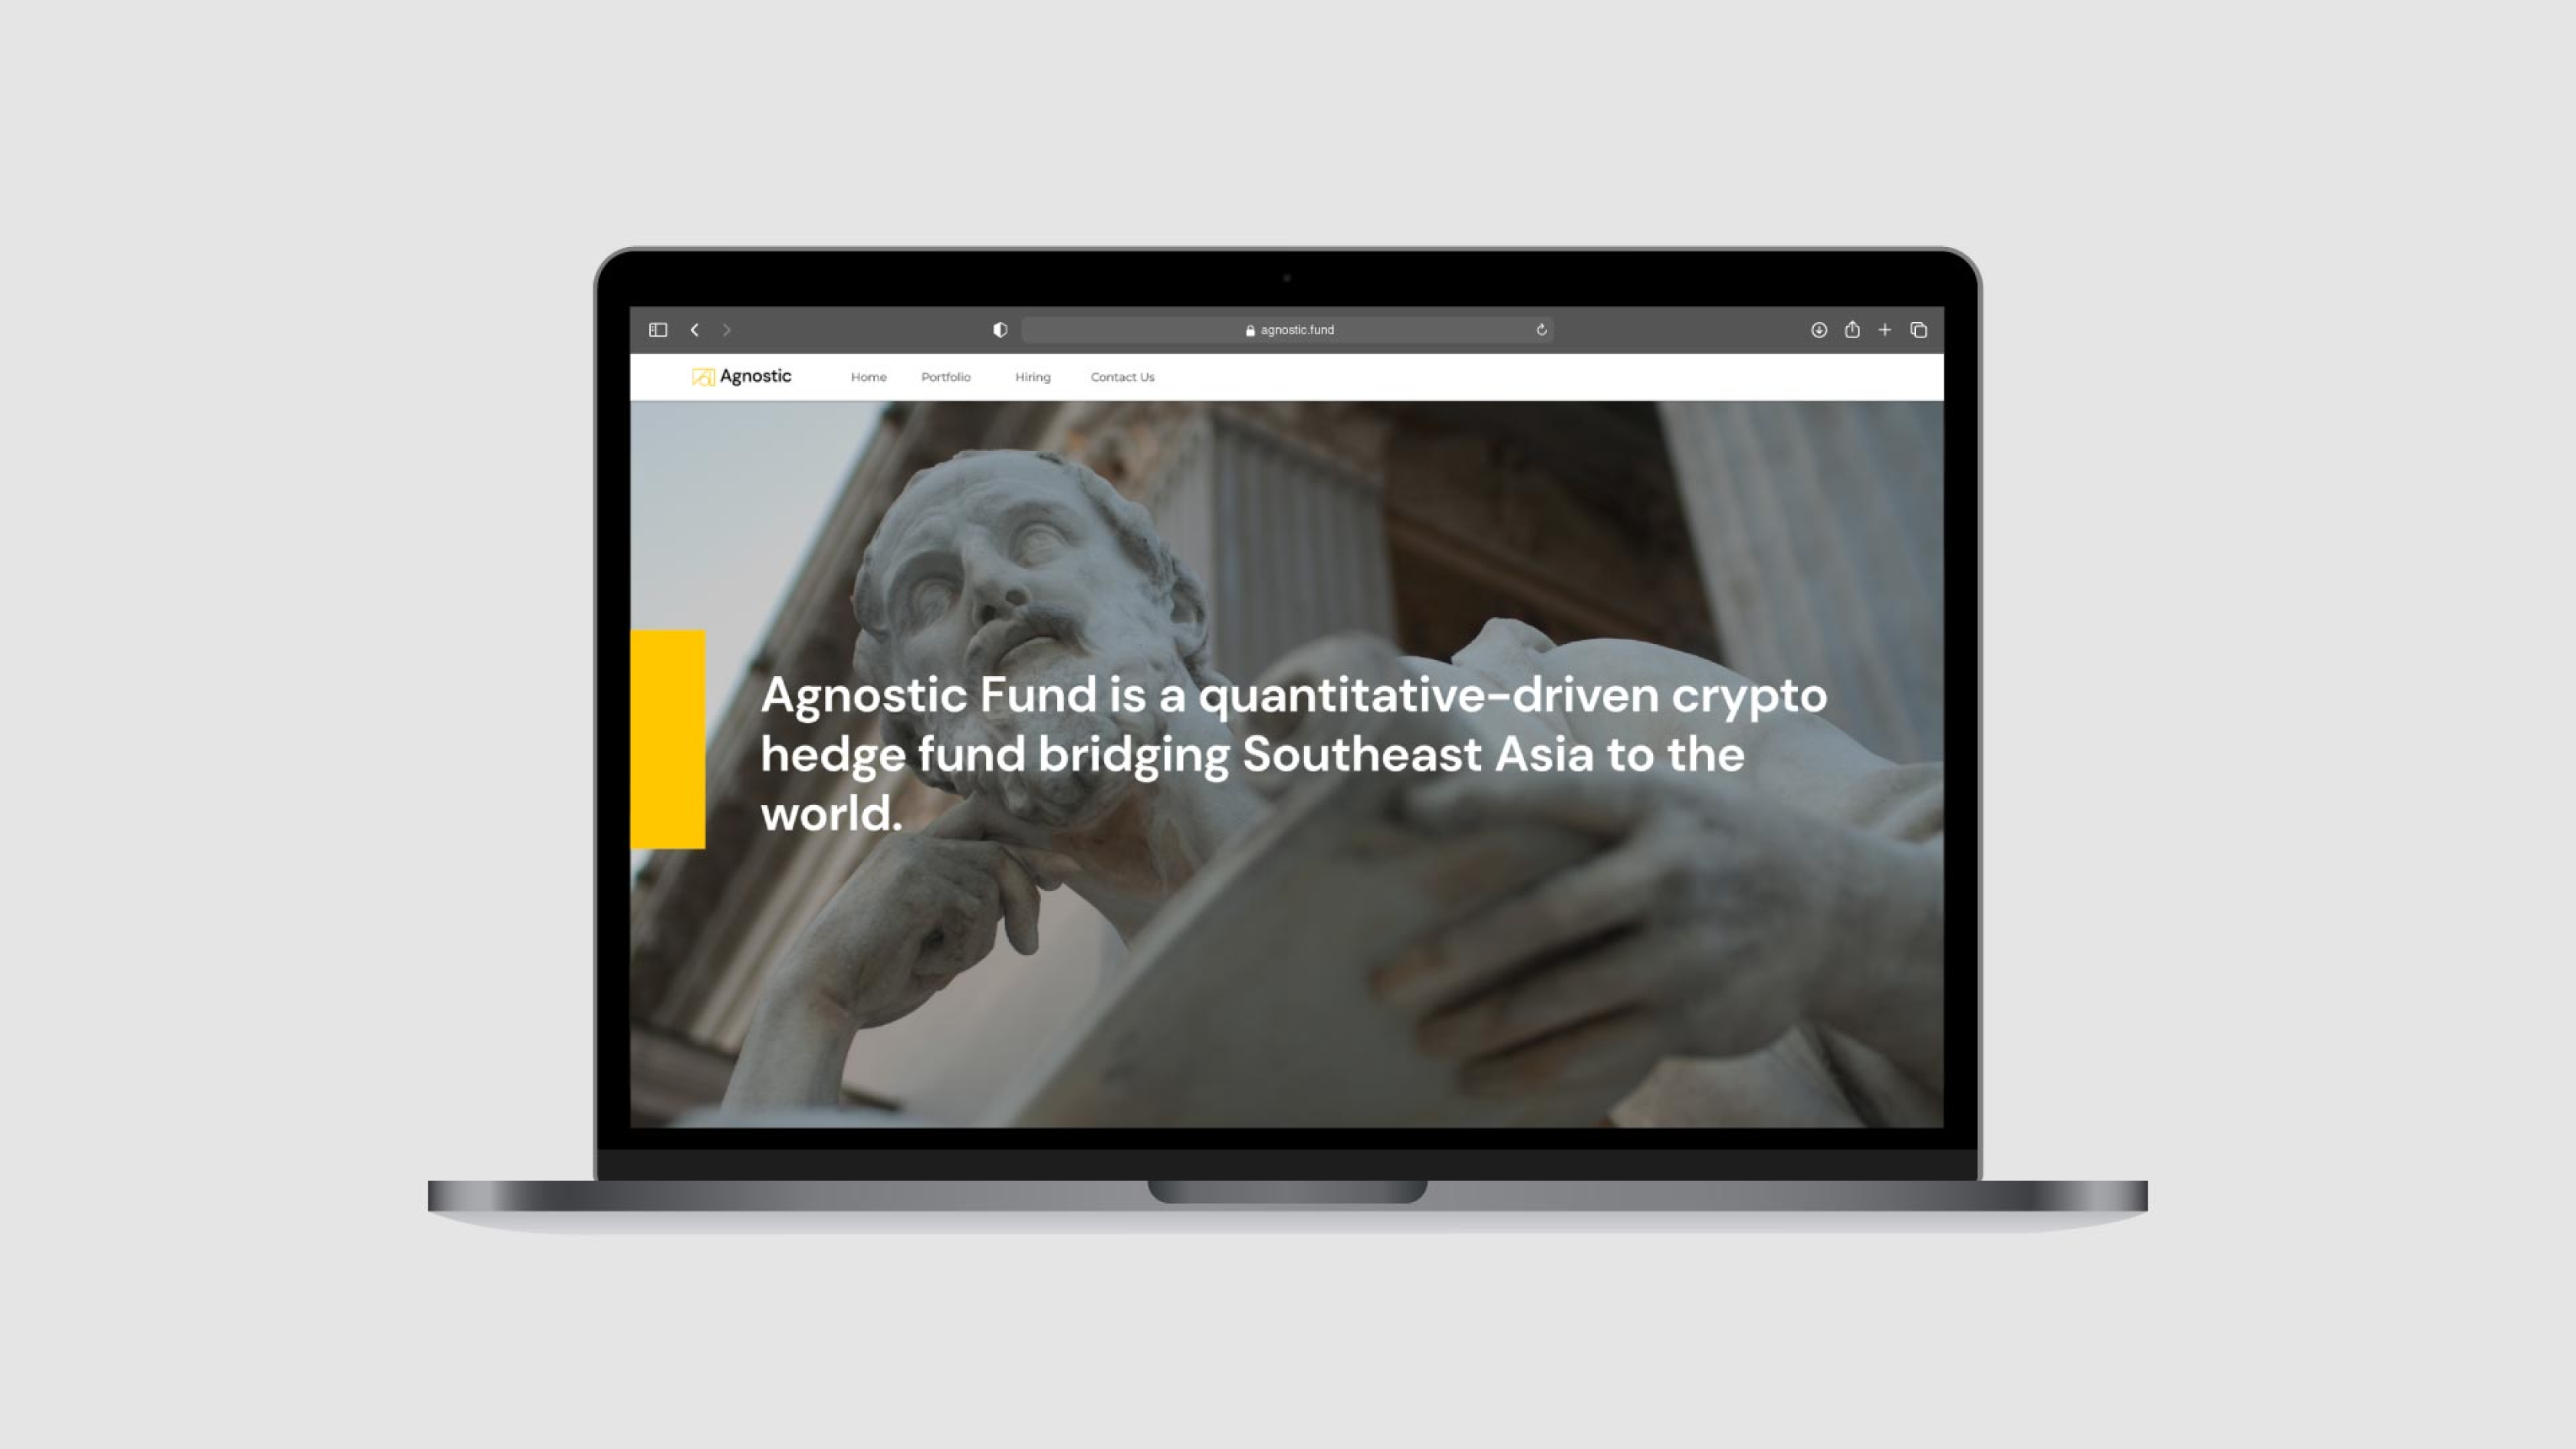 agnostic.fund
Agnostic Home Portfolio Hiring Contact Us
Agnostic Fund is a quantitative-driven crypto
hedge fund bridging Southeast Asia to the
world.